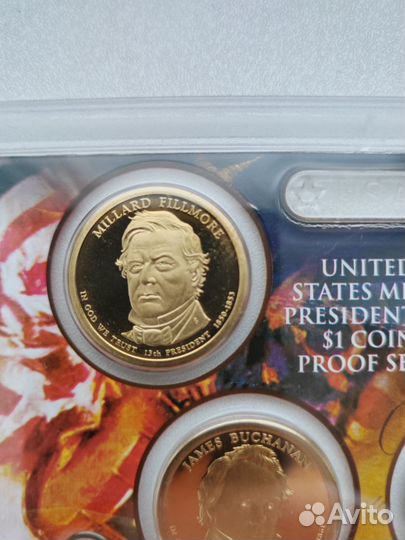 MILLARD FILLMORE
IN GOD WE TRUST 13th PRESIDENT 1850-1853
UNITED
STATES MI
PRESIDENT
$1 COIN
PROOF SE
JAMES BUCHANAN
Avito